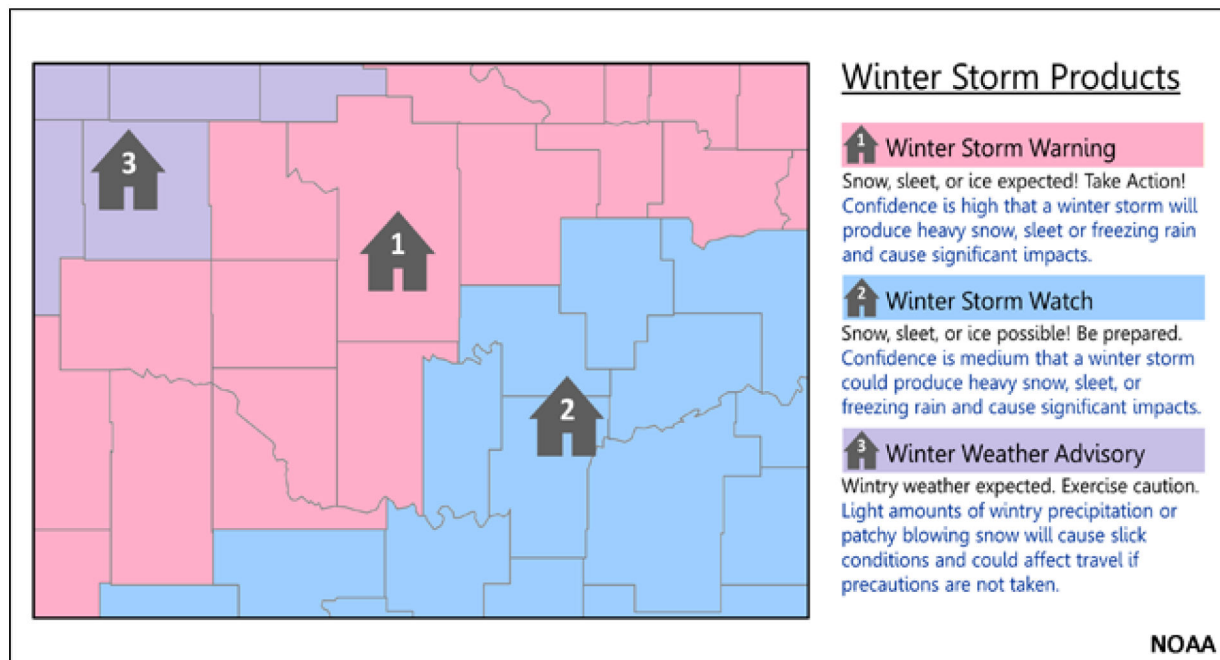 Winter Storm Products
3
1
2
1 Winter Storm Warning
Snow, sleet, or ice expected! Take Action!
Confidence is high that a winter storm will
produce heavy snow, sleet or freezing rain
and cause significant impacts.
2 Winter Storm Watch
Snow, sleet, or ice possible! Be prepared.
Confidence is medium that a winter storm
could produce heavy snow, sleet, or
freezing rain and cause significant impacts.
3 Winter Weather Advisory
Wintry weather expected. Exercise caution.
Light amounts of wintry precipitation or
patchy blowing snow will cause slick
conditions and could affect travel if
precautions are not taken.
NOAA